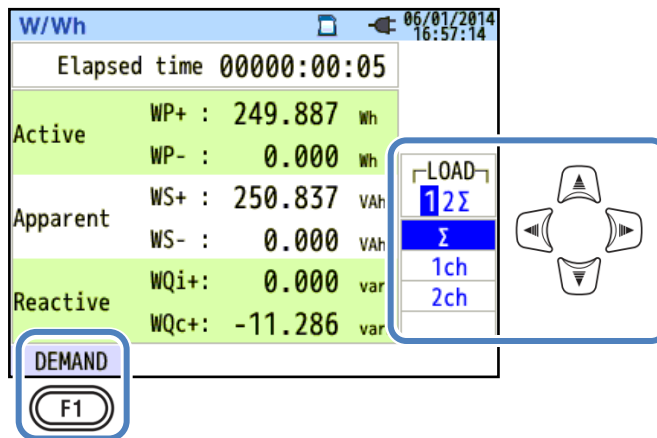 W/Wh 06/01/2014
16:57:14
Elapsed time 00000:00:05
Active WP+ : 249.887 Wh
WP- : 0.000 Wh
Apparent WS+ : 250.837 VAh
WS- : 0.000 VAh
Reactive WQi+: 0.000 var
WQc+: -11.286 var
LOAD
12Σ
Σ
1ch
2ch
DEMAND
F1